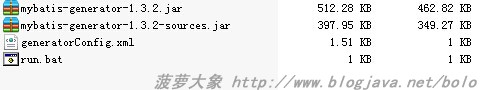 mybatis-generator-1.3.2.jar 512.28 KB 462.82 KB
mybatis-generator-1.3.2-sources.jar 397.95 KB 349.27 KB
generatorConfig.xml 1.51 KB 1 KB
run.bat 1 KB 1 KB
菠萝大象 http://www.blogjava.net/bolo